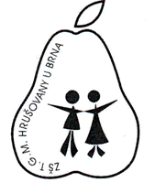 ZŠ T. G. M. HRUŠOVANY U BRNA